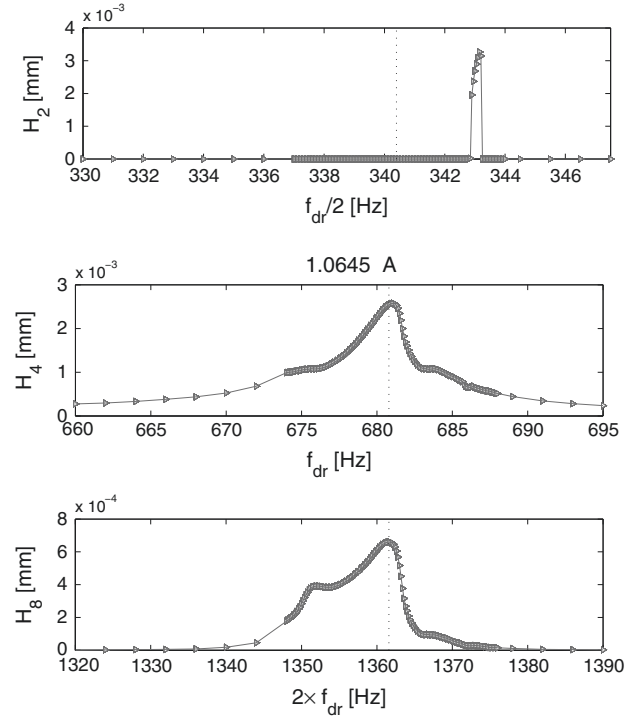 x 10⁻³
4
3
2
1
0
H₂ [mm]
330 332 334 336 338 340 342 344 346
f_dr/2 [Hz]
1.0645 A
x 10⁻³
3
2
1
0
H₄ [mm]
660 665 670 675 680 685 690 695
f_dr [Hz]
x 10⁻⁴
8
6
4
2
0
H₈ [mm]
1320 1330 1340 1350 1360 1370 1380 1390
2× f_dr [Hz]